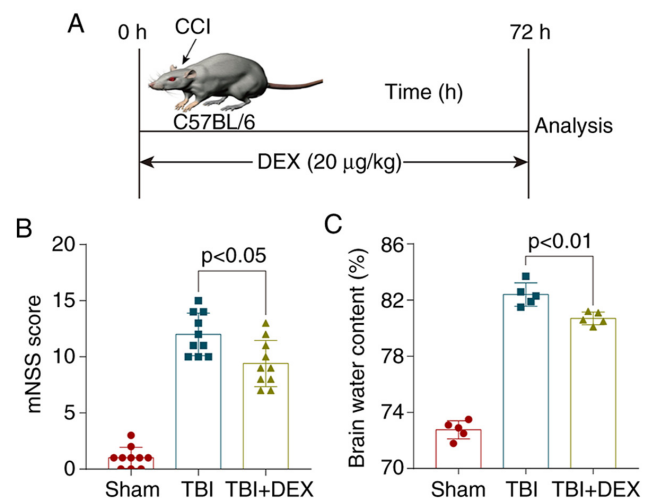 A
0 h
CCI
72 h
Time (h)
C57BL/6
Analysis
DEX (20 μg/kg)
B
mNSS score
20
15
10
5
0
p<0.05
Sham
TBI
TBI+DEX
C
Brain water content (%)
86
82
78
74
70
p<0.01
Sham
TBI
TBI+DEX